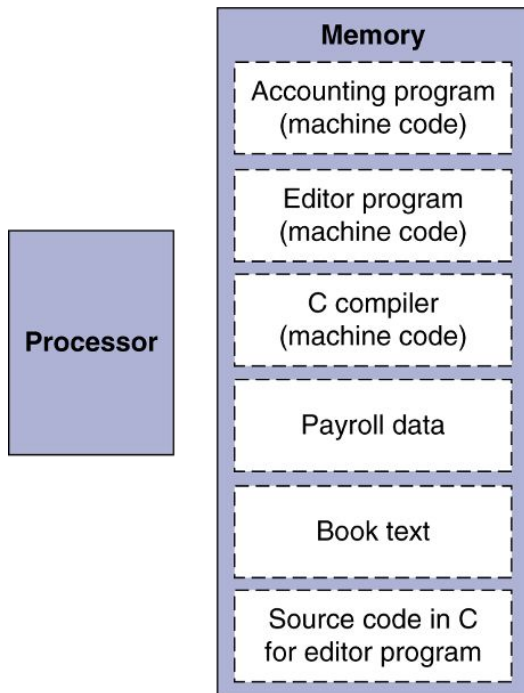 Memory
Accounting program
(machine code)
Editor program
(machine code)
C compiler
(machine code)
Processor
Payroll data
Book text
Source code in C
for editor program